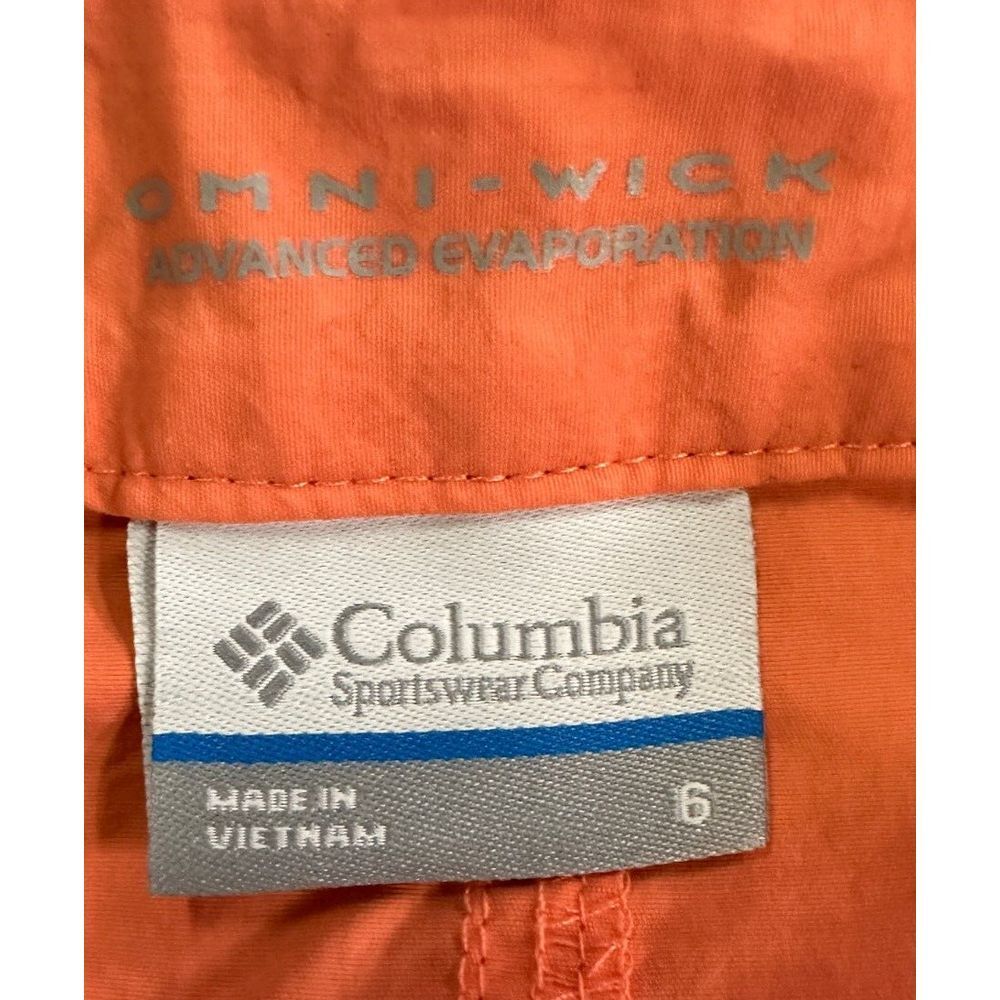 OMNI-WICK
ADVANCED EVAPORATION
Columbia
Sportswear Company
MADE IN
VIETNAM
6